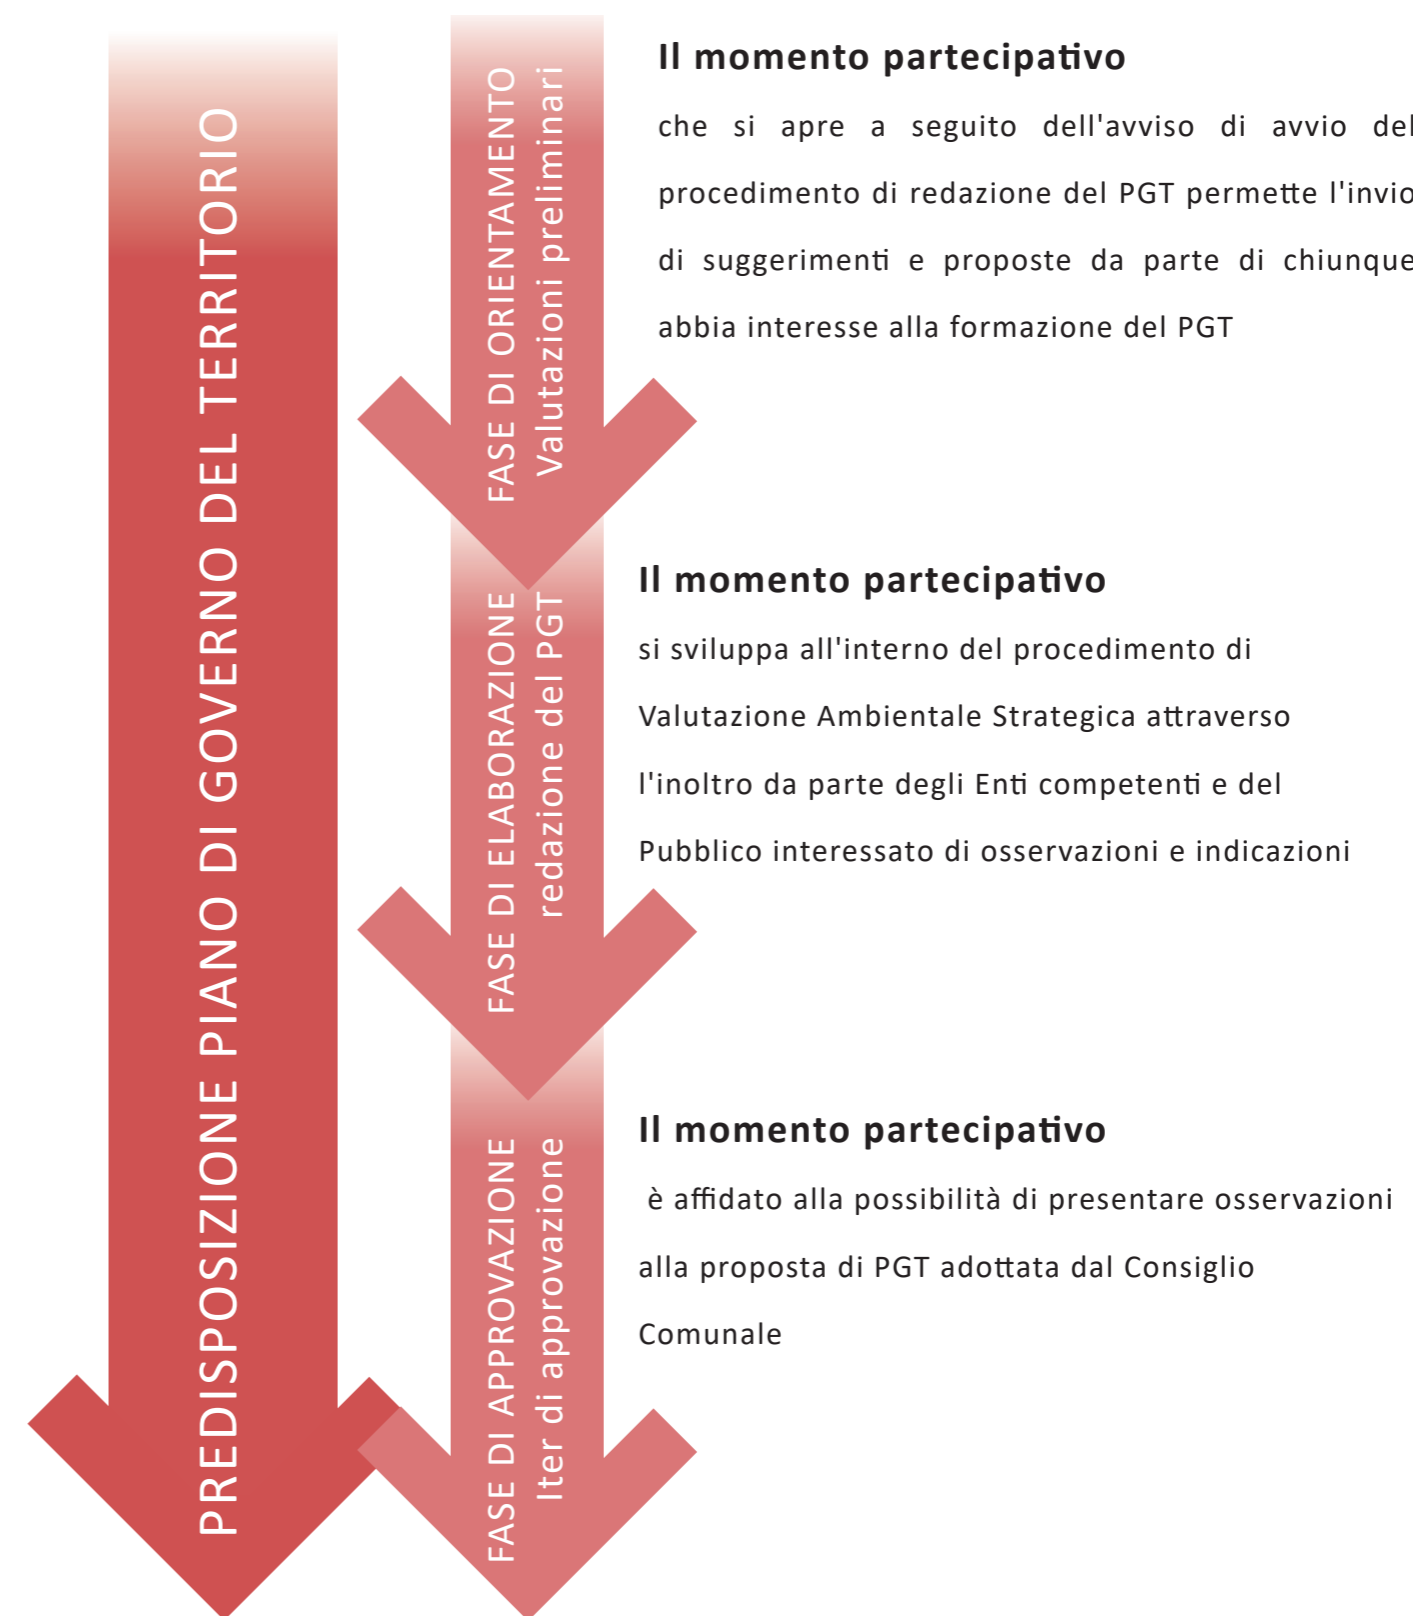 PREDISPOSIZIONE PIANO DI GOVERNO DEL TERRITORIO
FASE DI ORIENTAMENTO
Valutazioni preliminari
Il momento partecipativo
che si apre a seguito dell'avviso di avvio del
procedimento di redazione del PGT permette l'invio
di suggerimenti e proposte da parte di chiunque
abbia interesse alla formazione del PGT
FASE DI ELABORAZIONE
redazione del PGT
Il momento partecipativo
si sviluppa all'interno del procedimento di
Valutazione Ambientale Strategica attraverso
l'inoltro da parte degli Enti competenti e del
Pubblico interessato di osservazioni e indicazioni
FASE DI APPROVAZIONE
Iter di approvazione
Il momento partecipativo
è affidato alla possibilità di presentare osservazioni
alla proposta di PGT adottata dal Consiglio
Comunale